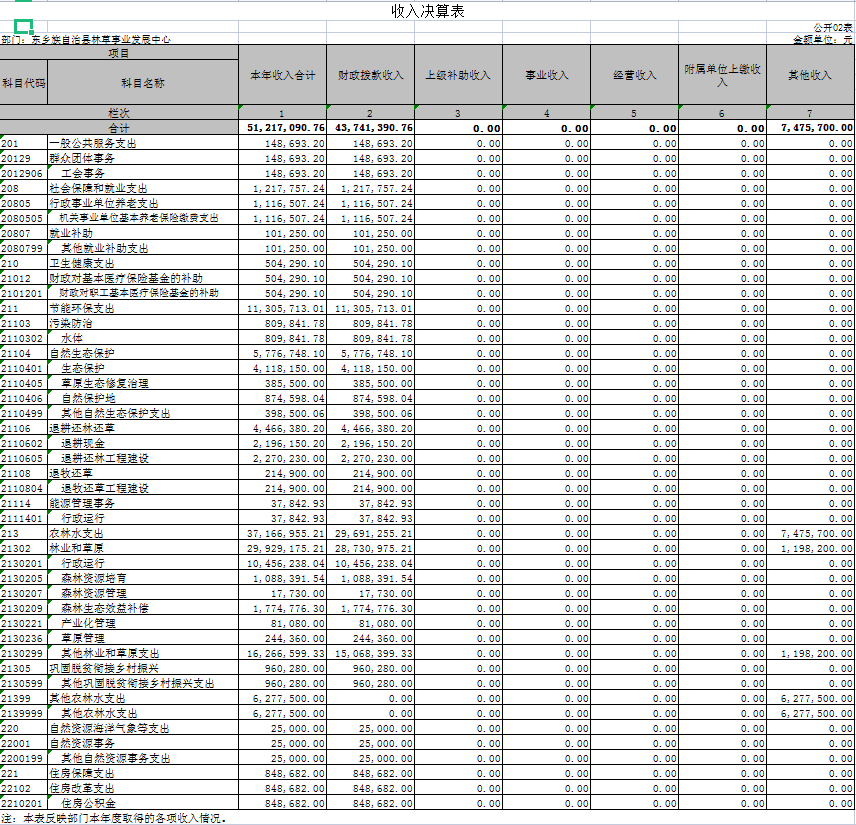 收入决算表
公开02表
部门：东乡族自治县林草事业发展中心 金额单位：元
项目 本年收入合计 财政拨款收入 上级补助收入 事业收入 经营收入 附属单位上缴收入 其他收入
科目代码 科目名称
栏次 1 2 3 4 5 6 7
合计 51,217,090.76 43,741,390.76 0.00 0.00 0.00 0.00 7,475,700.00
201 一般公共服务支出 148,693.20 148,693.20 0.00 0.00 0.00 0.00 0.00
20129 群众团体事务 148,693.20 148,693.20 0.00 0.00 0.00 0.00 0.00
2012906 工会事务 148,693.20 148,693.20 0.00 0.00 0.00 0.00 0.00
208 社会保障和就业支出 1,217,757.24 1,217,757.24 0.00 0.00 0.00 0.00 0.00
20805 行政事业单位养老支出 1,116,507.24 1,116,507.24 0.00 0.00 0.00 0.00 0.00
2080505 机关事业单位基本养老保险缴费支出 1,116,507.24 1,116,507.24 0.00 0.00 0.00 0.00 0.00
20807 就业补助 101,250.00 101,250.00 0.00 0.00 0.00 0.00 0.00
2080799 其他就业补助支出 101,250.00 101,250.00 0.00 0.00 0.00 0.00 0.00
210 卫生健康支出 504,290.10 504,290.10 0.00 0.00 0.00 0.00 0.00
21012 财政对基本医疗保险基金的补助 504,290.10 504,290.10 0.00 0.00 0.00 0.00 0.00
2101201 财政对职工基本医疗保险基金的补助 504,290.10 504,290.10 0.00 0.00 0.00 0.00 0.00
211 节能环保支出 11,305,713.01 11,305,713.01 0.00 0.00 0.00 0.00 0.00
21103 污染防治 809,841.78 809,841.78 0.00 0.00 0.00 0.00 0.00
2110302 水体 809,841.78 809,841.78 0.00 0.00 0.00 0.00 0.00
21104 自然生态保护 5,776,748.10 5,776,748.10 0.00 0.00 0.00 0.00 0.00
2110401 生态保护 4,118,150.00 4,118,150.00 0.00 0.00 0.00 0.00 0.00
2110405 草原生态修复治理 385,500.00 385,500.00 0.00 0.00 0.00 0.00 0.00
2110406 自然保护地 874,598.04 874,598.04 0.00 0.00 0.00 0.00 0.00
2110499 其他自然生态保护支出 398,500.06 398,500.06 0.00 0.00 0.00 0.00 0.00
21106 退耕还林还草 4,466,380.20 4,466,380.20 0.00 0.00 0.00 0.00 0.00
2110602 退耕现金 2,196,150.20 2,196,150.20 0.00 0.00 0.00 0.00 0.00
2110605 退耕还林工程建设 2,270,230.00 2,270,230.00 0.00 0.00 0.00 0.00 0.00
21108 退牧还草 214,900.00 214,900.00 0.00 0.00 0.00 0.00 0.00
2110804 退牧还草工程建设 214,900.00 214,900.00 0.00 0.00 0.00 0.00 0.00
21114 能源管理事务 37,842.93 37,842.93 0.00 0.00 0.00 0.00 0.00
2111401 行政运行 37,842.93 37,842.93 0.00 0.00 0.00 0.00 0.00
213 农林水支出 37,166,955.21 29,691,255.21 0.00 0.00 0.00 0.00 7,475,700.00
21302 林业和草原 29,929,175.21 28,730,975.21 0.00 0.00 0.00 0.00 1,198,200.00
2130201 行政运行 10,456,238.04 10,456,238.04 0.00 0.00 0.00 0.00 0.00
2130205 森林资源培育 1,088,391.54 1,088,391.54 0.00 0.00 0.00 0.00 0.00
2130207 森林资源管理 17,730.00 17,730.00 0.00 0.00 0.00 0.00 0.00
2130209 森林生态效益补偿 1,774,776.30 1,774,776.30 0.00 0.00 0.00 0.00 0.00
2130221 产业化管理 81,080.00 81,080.00 0.00 0.00 0.00 0.00 0.00
2130236 草原管理 244,360.00 244,360.00 0.00 0.00 0.00 0.00 0.00
2130299 其他林业和草原支出 16,266,599.33 15,068,399.33 0.00 0.00 0.00 0.00 1,198,200.00
21305 巩固脱贫衔接乡村振兴 960,280.00 960,280.00 0.00 0.00 0.00 0.00 0.00
2130599 其他巩固脱贫衔接乡村振兴支出 960,280.00 960,280.00 0.00 0.00 0.00 0.00 0.00
21399 其他农林水支出 6,277,500.00 0.00 0.00 0.00 0.00 0.00 6,277,500.00
2139999 其他农林水支出 6,277,500.00 0.00 0.00 0.00 0.00 0.00 6,277,500.00
220 自然资源海洋气象等支出 25,000.00 25,000.00 0.00 0.00 0.00 0.00 0.00
22001 自然资源事务 25,000.00 25,000.00 0.00 0.00 0.00 0.00 0.00
2200199 其他自然资源事务支出 25,000.00 25,000.00 0.00 0.00 0.00 0.00 0.00
221 住房保障支出 848,682.00 848,682.00 0.00 0.00 0.00 0.00 0.00
22102 住房改革支出 848,682.00 848,682.00 0.00 0.00 0.00 0.00 0.00
2210201 住房公积金 848,682.00 848,682.00 0.00 0.00 0.00 0.00 0.00
注：本表反映部门本年度取得的各项收入情况。